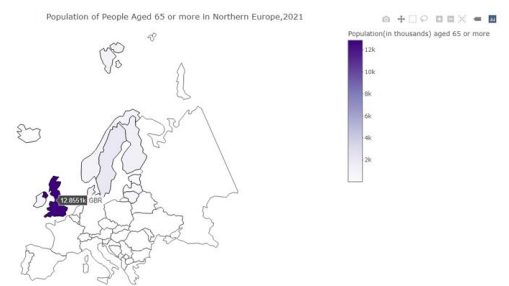 Population of People Aged 65 or more in Northern Europe,2021
Population(in thousands) aged 65 or more
12k
10k
8k
6k
4k
2k
12.8551k GBR